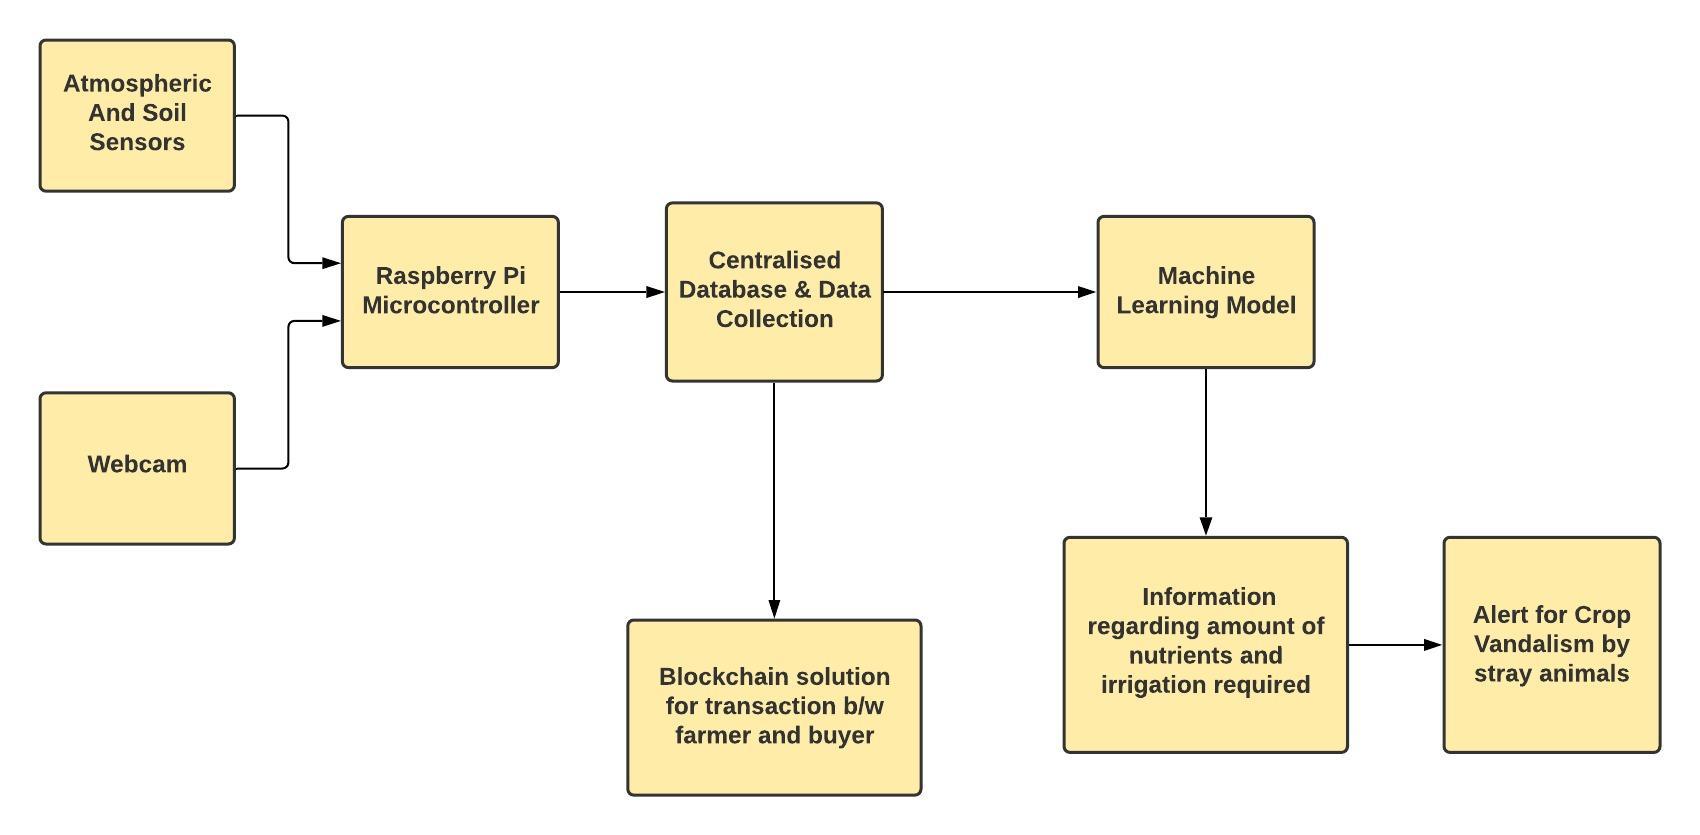 Atmospheric
And Soil
Sensors
Webcam
Raspberry Pi
Microcontroller
Centralised
Database & Data
Collection
Machine
Learning Model
Blockchain solution
for transaction b/w
farmer and buyer
Information
regarding amount of
nutrients and
irrigation required
Alert for Crop
Vandalism by
stray animals